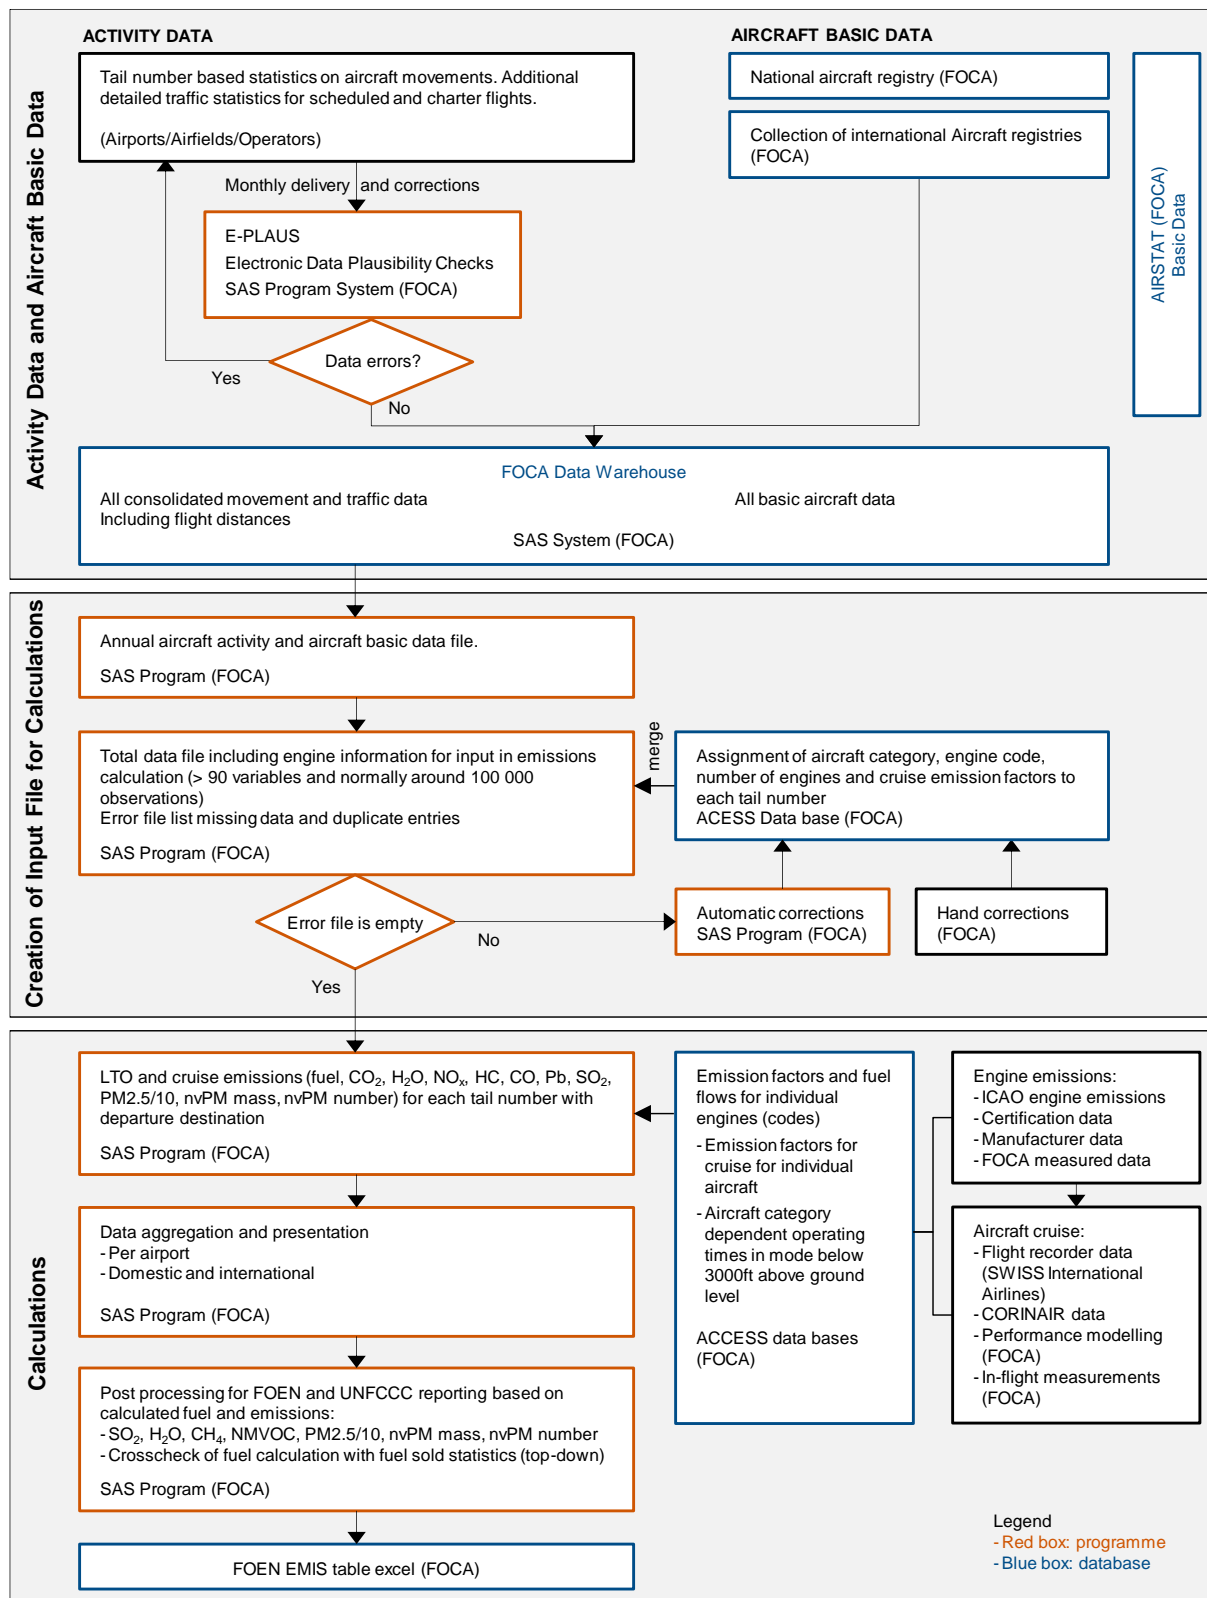 Activity Data and Aircraft Basic Data
ACTIVITY DATA
Tail number based statistics on aircraft movements. Additional
detailed traffic statistics for scheduled and charter flights.
(Airports/Airfields/Operators)
Monthly delivery and corrections
E-PLAUS
Electronic Data Plausibility Checks
SAS Program System (FOCA)
Data errors?
Yes
No
AIRCRAFT BASIC DATA
National aircraft registry (FOCA)
Collection of international Aircraft registries
(FOCA)
AIRSTAT (FOCA)
Basic Data
FOCA Data Warehouse
All consolidated movement and traffic data
Including flight distances
All basic aircraft data
SAS System (FOCA)
Creation of Input File for Calculations
Annual aircraft activity and aircraft basic data file.
SAS Program (FOCA)
Total data file including engine information for input in emissions
calculation (> 90 variables and normally around 100 000
observations)
Error file list missing data and duplicate entries
SAS Program (FOCA)
merge
Assignment of aircraft category, engine code,
number of engines and cruise emission factors to
each tail number
ACESS Data base (FOCA)
Error file is empty
No
Yes
Automatic corrections
SAS Program (FOCA)
Hand corrections
(FOCA)
Calculations
LTO and cruise emissions (fuel, CO₂, H₂O, NOₓ, HC, CO, Pb, SO₂,
PM2.5/10, nvPM mass, nvPM number) for each tail number with
departure destination
SAS Program (FOCA)
Data aggregation and presentation
- Per airport
- Domestic and international
SAS Program (FOCA)
Post processing for FOEN and UNFCCC reporting based on
calculated fuel and emissions:
- SO₂, H₂O, CH₄, NMVOC, PM2.5/10, nvPM mass, nvPM number
- Crosscheck of fuel calculation with fuel sold statistics (top-down)
SAS Program (FOCA)
FOEN EMIS table excel (FOCA)
Emission factors and fuel
flows for individual
engines (codes)
- Emission factors for
cruise for individual
aircraft
- Aircraft category
dependent operating
times in mode below
3000ft above ground
level
ACCESS data bases
(FOCA)
Engine emissions:
- ICAO engine emissions
- Certification data
- Manufacturer data
- FOCA measured data
Aircraft cruise:
- Flight recorder data
(SWISS International
Airlines)
- CORINAIR data
- Performance modelling
(FOCA)
- In-flight measurements
(FOCA)
Legend
- Red box: programme
- Blue box: database